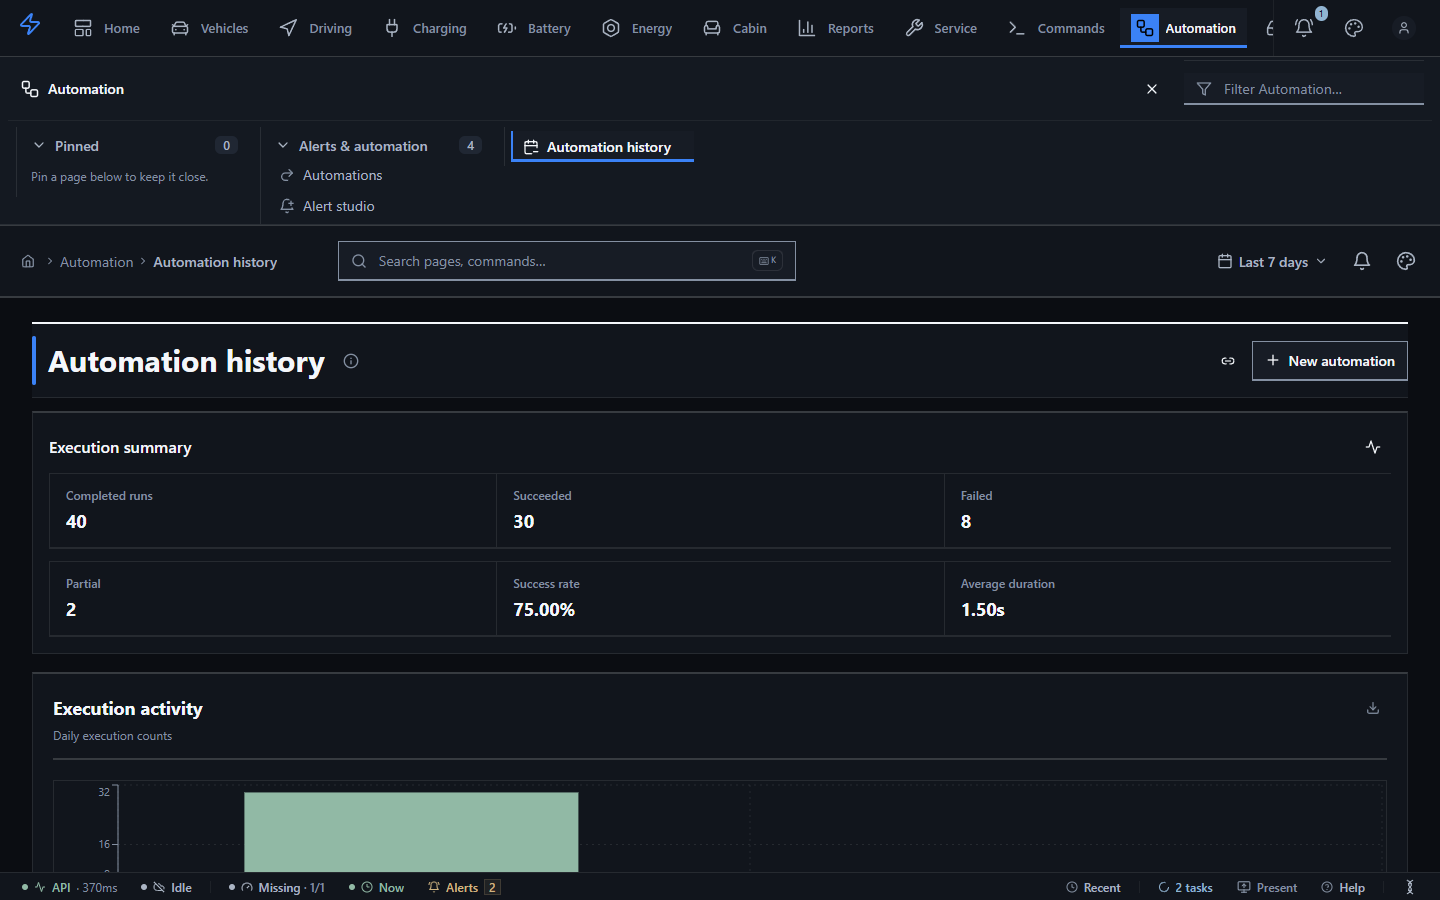 Home
Vehicles
Driving
Charging
Battery
Energy
Cabin
Reports
Service
Commands
Automation
1
Automation
Filter Automation...
Pinned
0
Pin a page below to keep it close.
Alerts & automation
4
Automations
Alert studio
Automation history
Automation
Automation history
Search pages, commands...
K
Last 7 days
Automation history
New automation
Execution summary
Completed runs
40
Succeeded
30
Failed
8
Partial
2
Success rate
75.00%
Average duration
1.50s
Execution activity
Daily execution counts
32
16
API · 370ms
Idle
Missing · 1/1
Now
Alerts 2
Recent
2 tasks
Present
Help